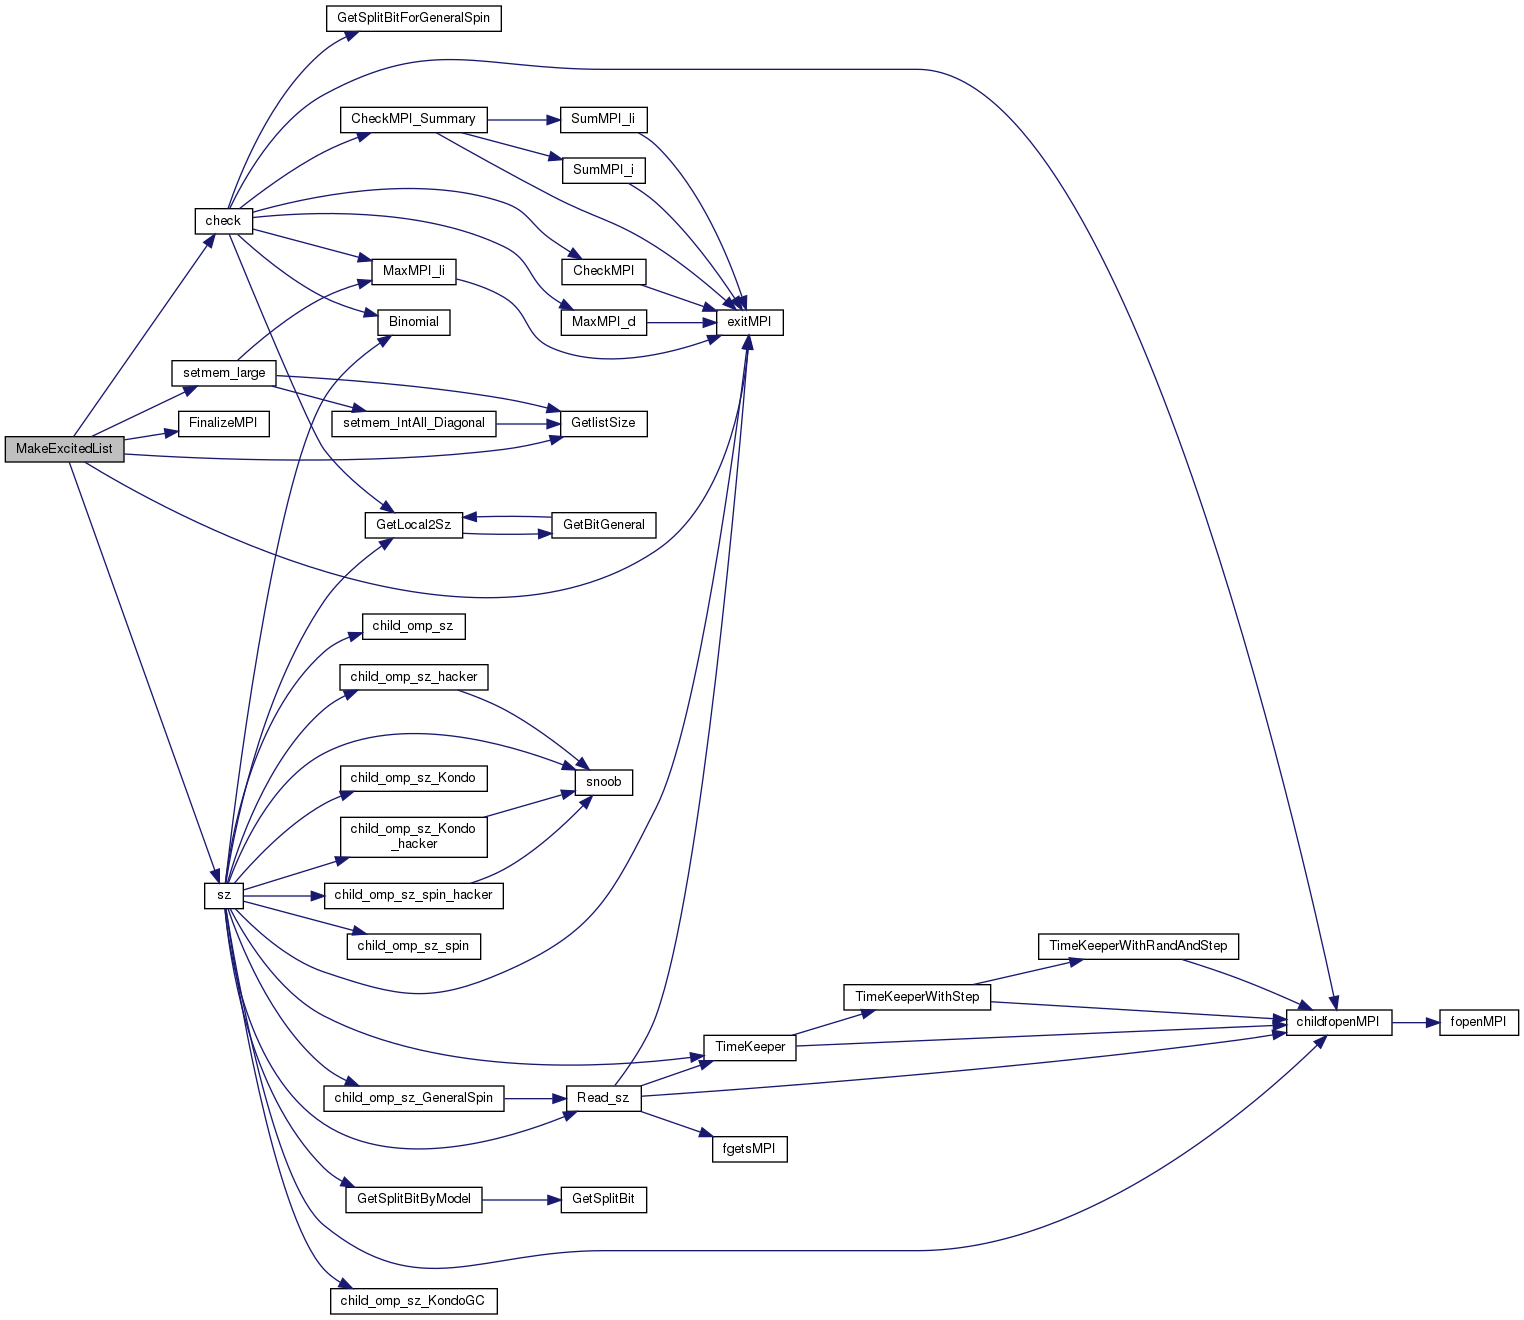 GetSplitBitForGeneralSpin
CheckMPI_Summary
SumMPI_li
SumMPI_i
check
MaxMPI_li
CheckMPI
Binomial
MaxMPI_d
exitMPI
setmem_large
FinalizeMPI
setmem_IntAll_Diagonal
GetlistSize
MakeExcitedList
GetLocal2Sz
GetBitGeneral
child_omp_sz
child_omp_sz_hacker
child_omp_sz_Kondo
snoob
child_omp_sz_Kondo
_hacker
sz
child_omp_sz_spin_hacker
child_omp_sz_spin
TimeKeeperWithRandAndStep
TimeKeeperWithStep
childfopenMPI
fopenMPI
TimeKeeper
child_omp_sz_GeneralSpin
Read_sz
fgetsMPI
GetSplitBitByModel
GetSplitBit
child_omp_sz_KondoGC